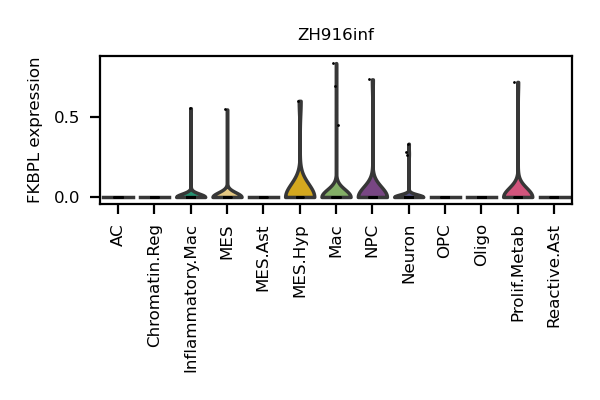 ZH916inf
FKBPL expression
0.5
0.0
AC
Chromatin.Reg
Inflammatory.Mac
MES
MES.Ast
MES.Hyp
Mac
NPC
Neuron
OPC
Oligo
Prolif.Metab
Reactive.Ast